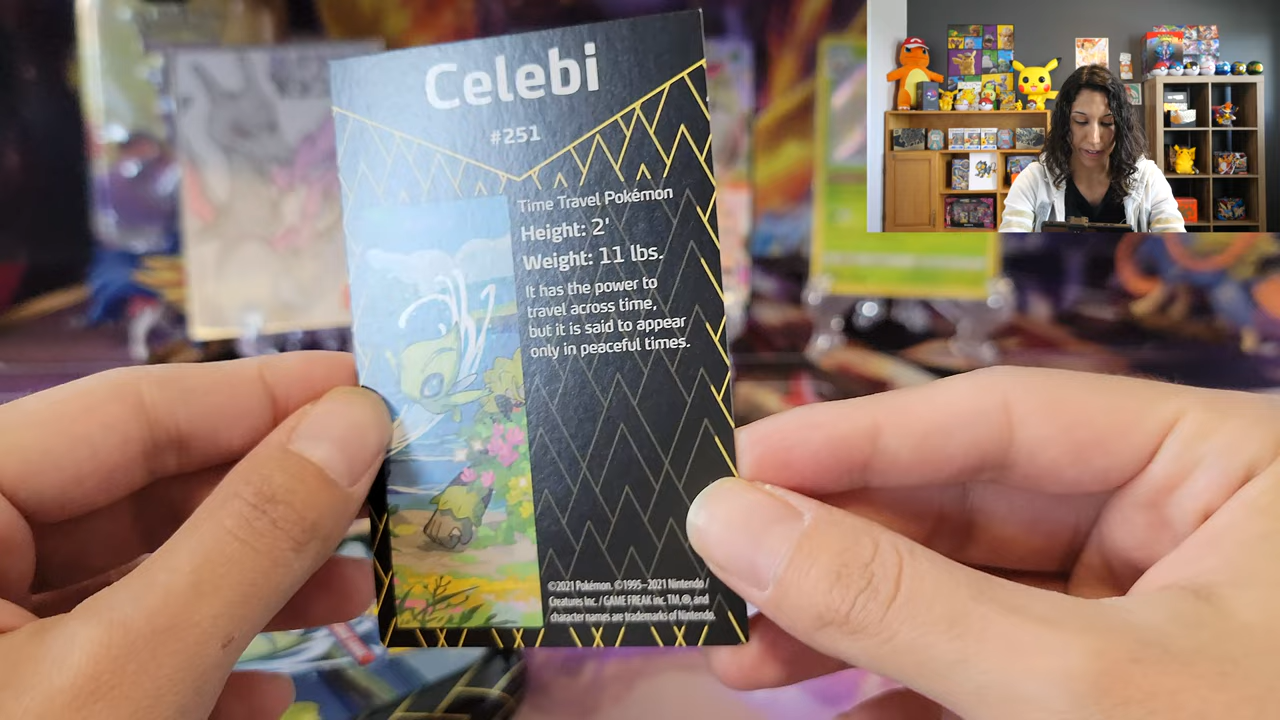 Celebi
#251
Time Travel Pokémon
Height: 2'
Weight: 11 lbs.
It has the power to
travel across time,
but it is said to appear
only in peaceful times.
©2021 Pokémon. ©1995–2021 Nintendo /
Creatures Inc. / GAME FREAK inc. TM, ®, and
character names are trademarks of Nintendo.